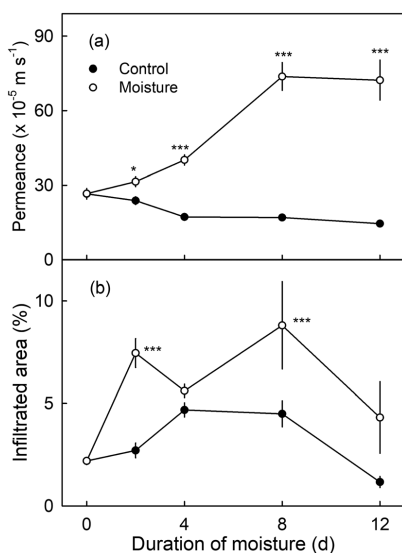 (a)
Control
Moisture
***
***
***
*
90
60
30
0
Permeance (x 10⁻⁵ m s⁻¹)
(b)
***
***
10
5
0
Infiltrated area (%)
0 4 8 12
Duration of moisture (d)